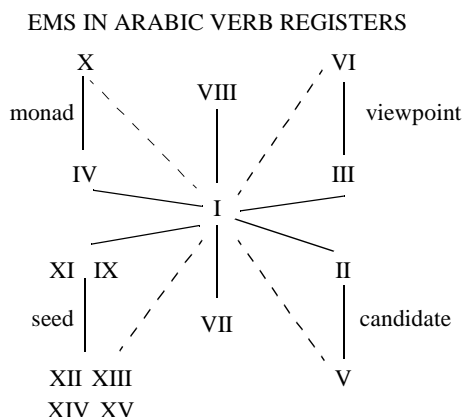 EMS IN ARABIC VERB REGISTERS
X
VI
VIII
monad
viewpoint
IV
III
I
XI IX
II
seed
VII
candidate
XII XIII
V
XIV XV